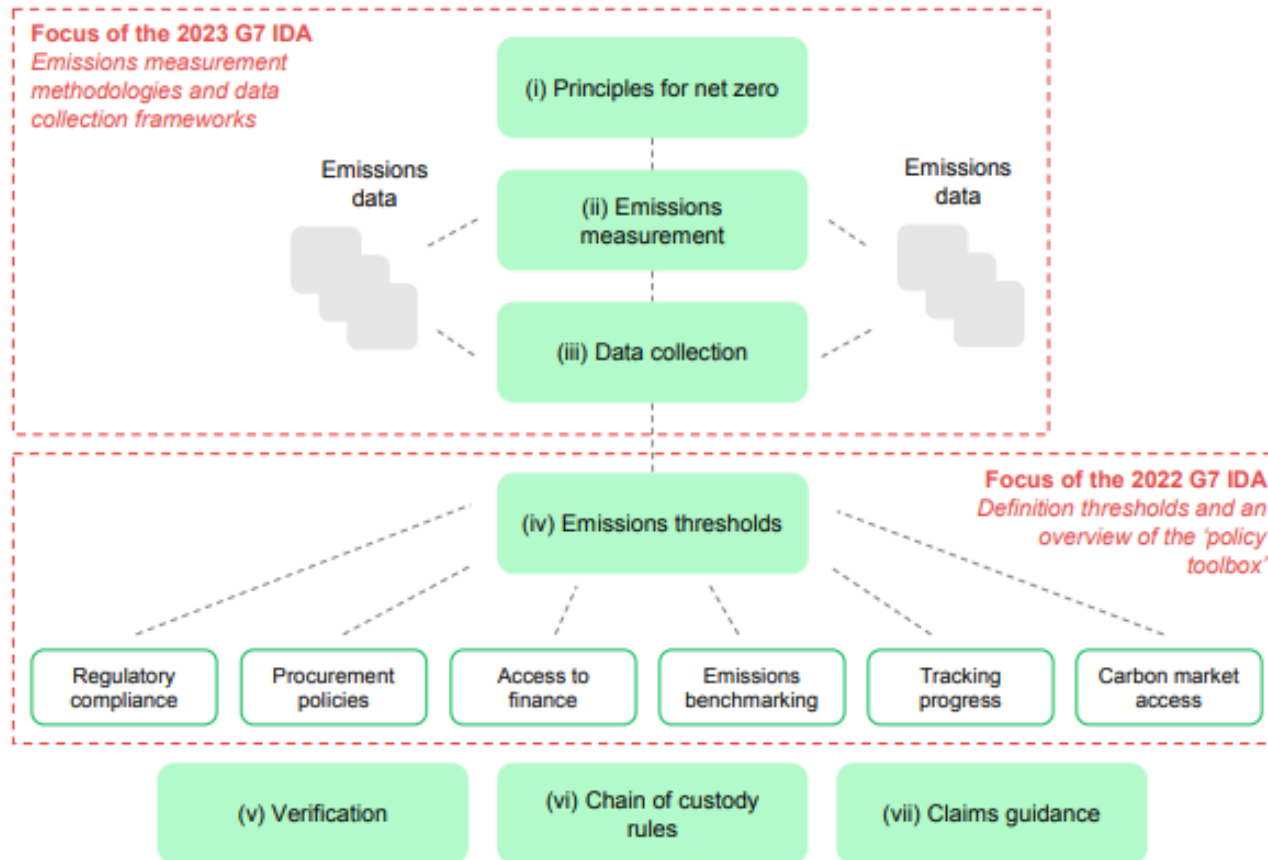 Focus of the 2023 G7 IDA
Emissions measurement
methodologies and data
collection frameworks
(i) Principles for net zero
Emissions
data
(ii) Emissions
measurement
Emissions
data
(iii) Data collection
Focus of the 2022 G7 IDA
Definition thresholds and an
overview of the ‘policy
toolbox’
(iv) Emissions thresholds
Regulatory
compliance
Procurement
policies
Access to
finance
Emissions
benchmarking
Tracking
progress
Carbon market
access
(v) Verification
(vi) Chain of custody
rules
(vii) Claims guidance